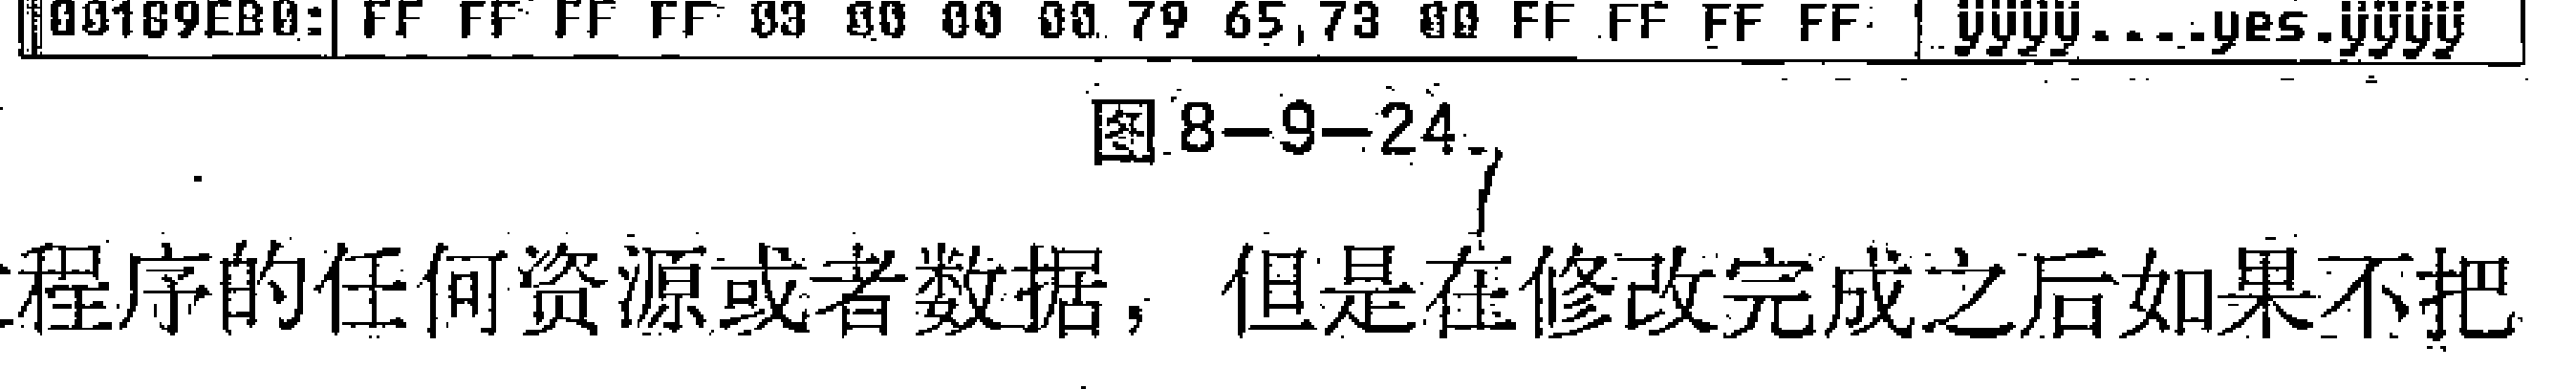 00169EB0: FF FF FF FF 03 00 00 00 79 65 73 00 FF FF FF FF ÿÿÿÿ....yes.ÿÿÿÿ
图 8-9-24
程序的任何资源或者数据，但是在修改完成之后如果不把